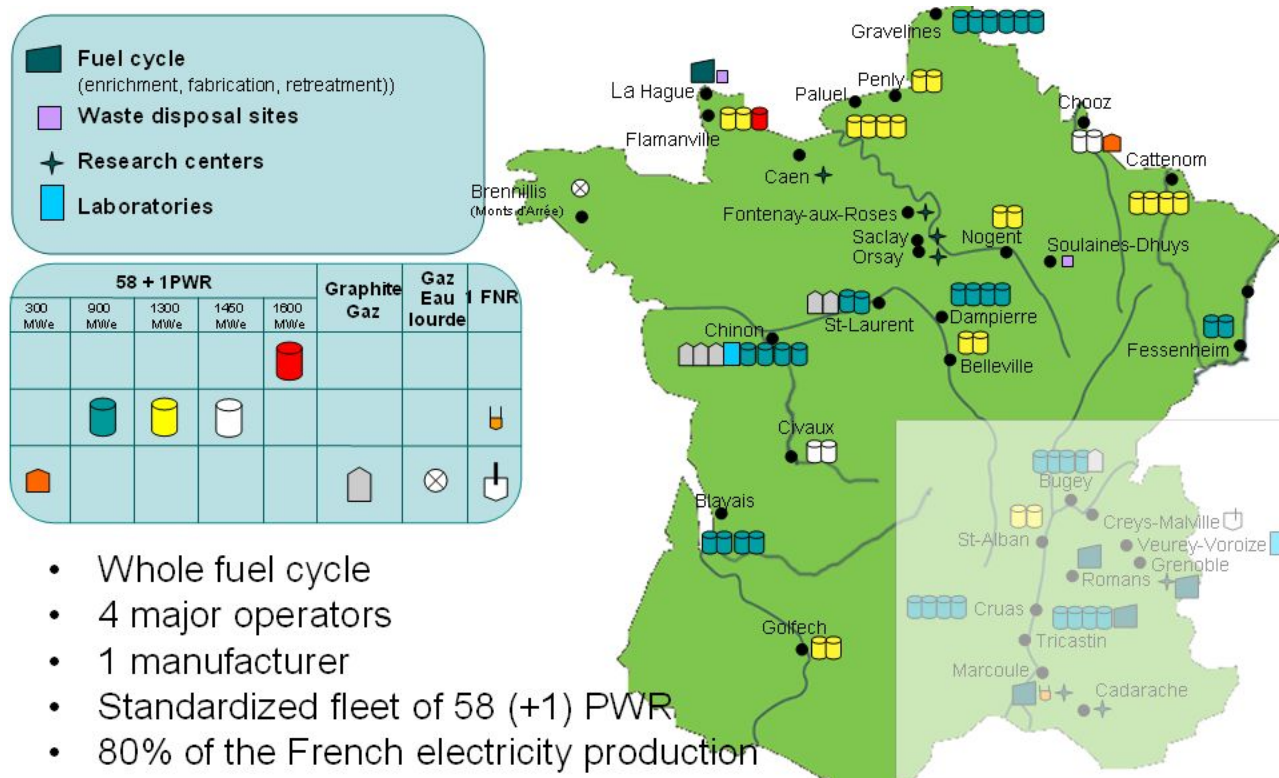 Fuel cycle
(enrichment, fabrication, retreatment))
Waste disposal sites
Research centers
Laboratories
58 + 1PWR
Graphite
Gaz
Gaz
Eau
lourde
1 FNR
300
MWe
900
MWe
1300
MWe
1450
MWe
1600
MWe
• Whole fuel cycle
• 4 major operators
• 1 manufacturer
• Standardized fleet of 58 (+1) PWR
• 80% of the French electricity production
Gravelines
La Hague
Penly
Paluel
Flamanville
Chooz
Cattenom
Caen
Brennillis
(Monts d'Arrée)
Fontenay-aux-Roses
Saclay
Orsay
Nogent
Soulaines-Dhuys
St-Laurent
Dampierre
Chinon
Belleville
Fessenheim
Civaux
Blavais
Bugey
Creys-Malville
St-Alban
Veurey-Voroize
Grenoble
Romans
Cruas
Tricastin
Golfech
Marcoule
Cadarache